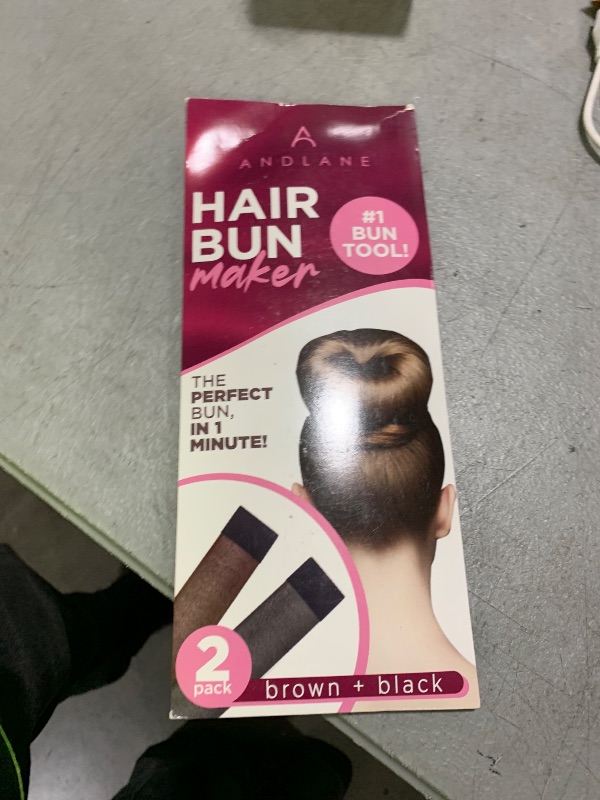 ANDLANE
HAIR
BUN
maker
#1
BUN
TOOL!
THE
PERFECT
BUN,
IN 1
MINUTE!
2
pack
brown + black